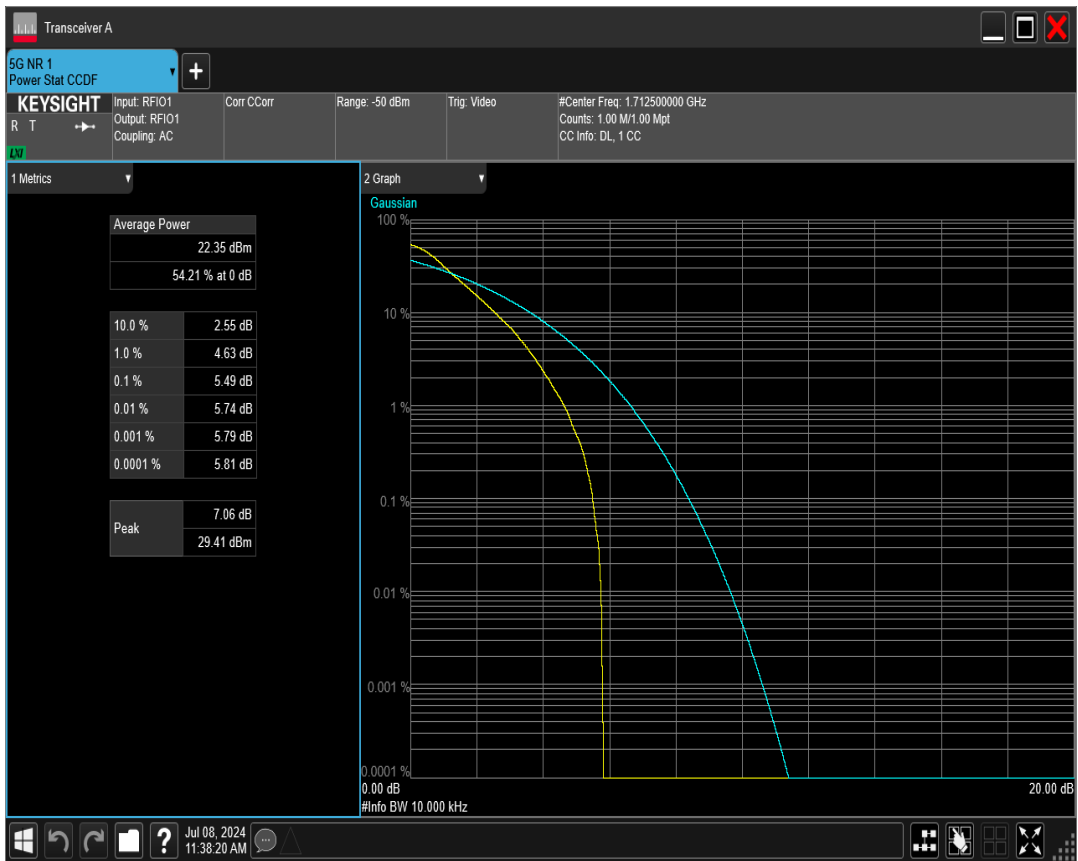 Transceiver A
5G NR 1
Power Stat CCDF
+
KEYSIGHT
R T
LXI
Input: RFIO1
Output: RFIO1
Coupling: AC
Corr CCorr
Range: -50 dBm
Trig: Video
#Center Freq: 1.712500000 GHz
Counts: 1.00 M/1.00 Mpt
CC Info: DL, 1 CC
1 Metrics
Average Power
22.35 dBm
54.21 % at 0 dB
10.0 % 2.55 dB
1.0 % 4.63 dB
0.1 % 5.49 dB
0.01 % 5.74 dB
0.001 % 5.79 dB
0.0001 % 5.81 dB
Peak 7.06 dB
29.41 dBm
2 Graph
Gaussian
100 %
10 %
1 %
0.1 %
0.01 %
0.001 %
0.0001 %
0.00 dB 20.00 dB
#Info BW 10.000 kHz
? Jul 08, 2024
11:38:20 AM